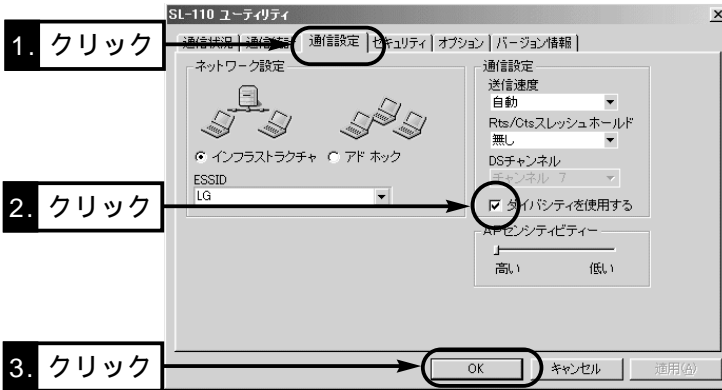 SL-110 ユーティリティ
1. クリック
通信状況 通信 通信設定 セキュリティ オプション バージョン情報
ネットワーク設定
インフラストラクチャ アド ホック
ESSID
LG
通信設定
送信速度
自動
Rts/Ctsスレッショホールド
無し
DSチャンネル
チャンネル 7
2. クリック
ダイバシティを使用する
APセンシティビティー
高い 低い
3. クリック
OK キャンセル 適用(A)